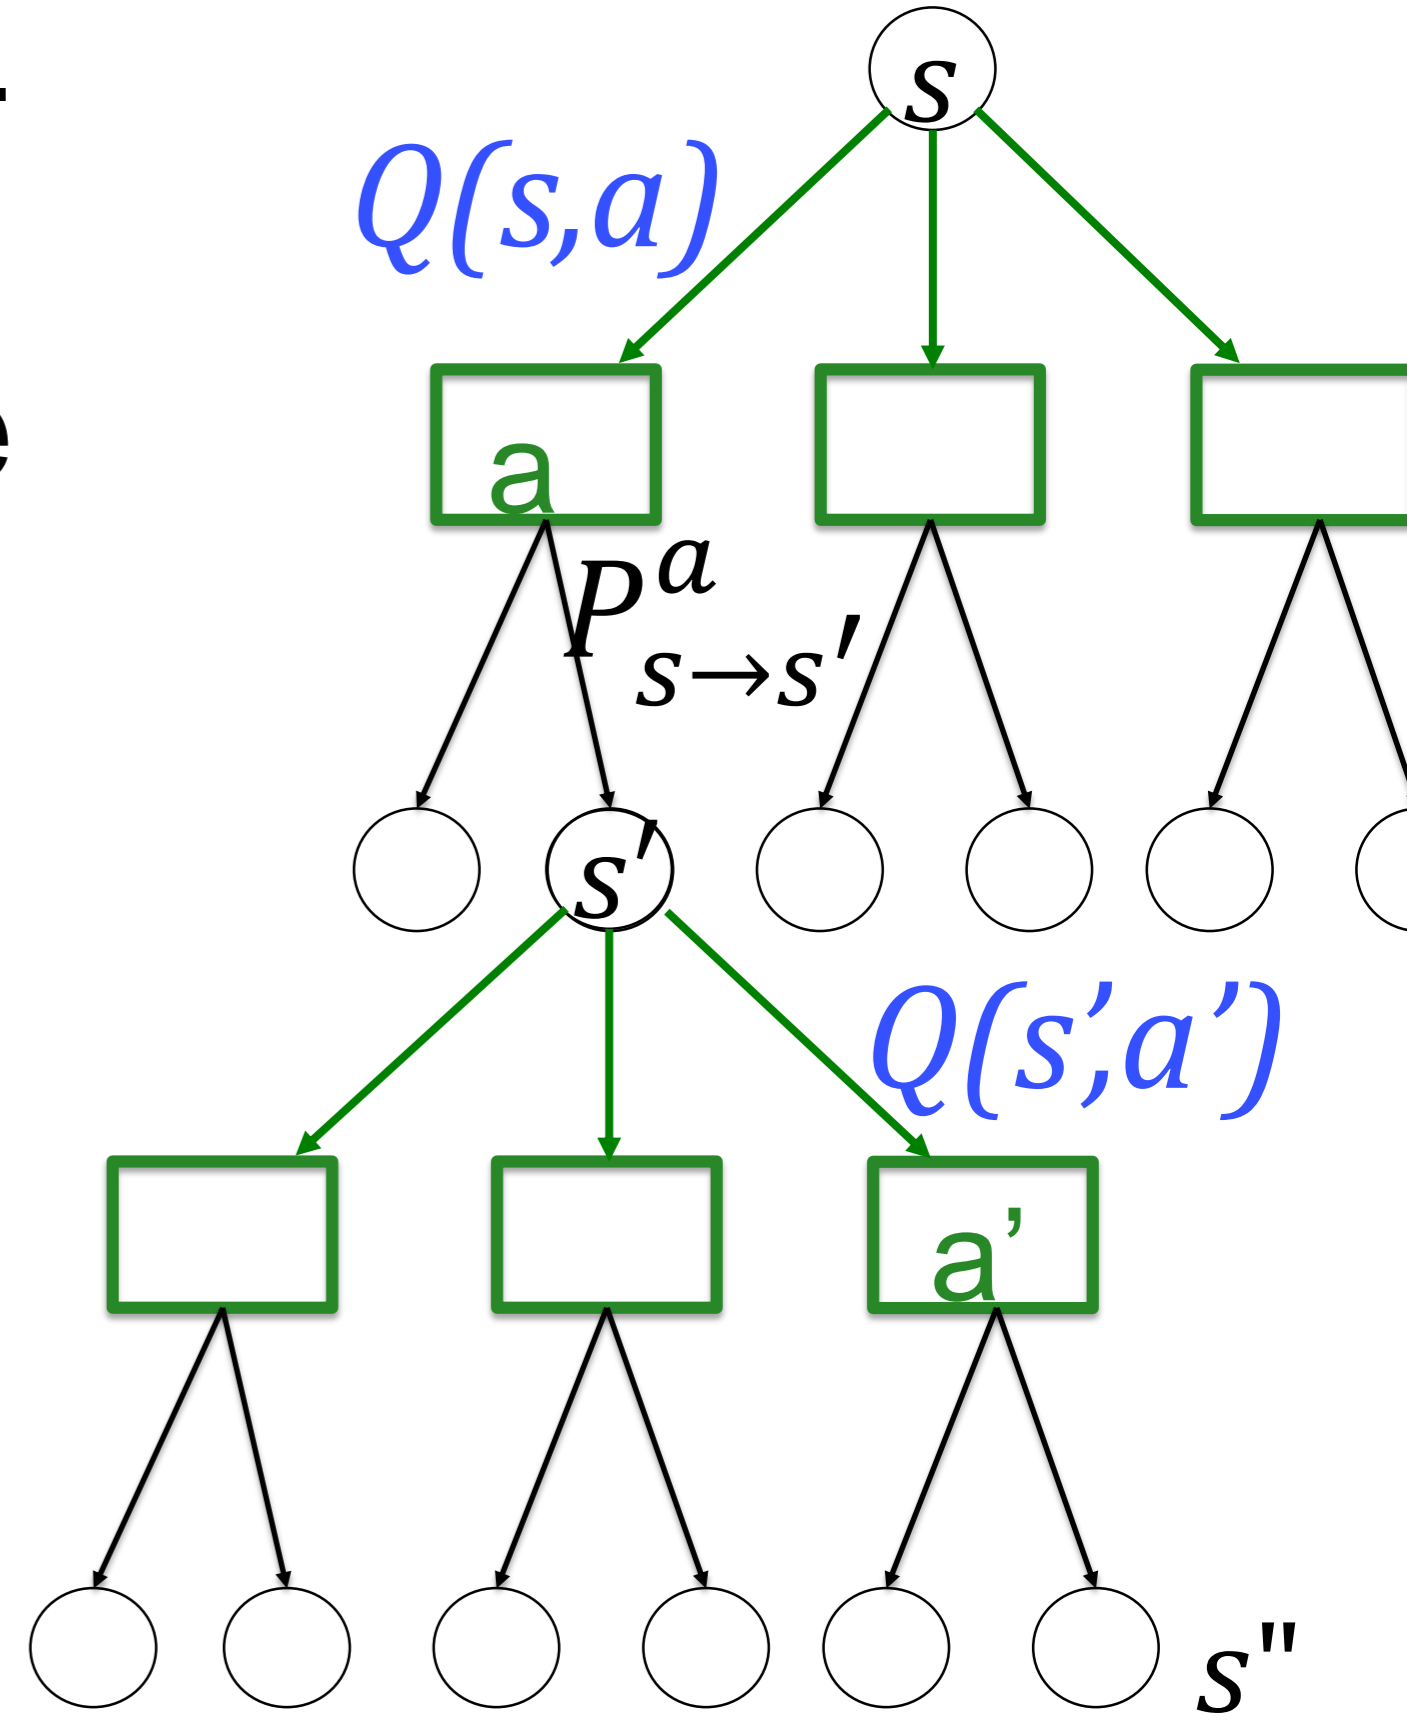 s
Q(s,a)
a
P^a_{s→s′}
s′
Q(s’,a’)
a’
s"